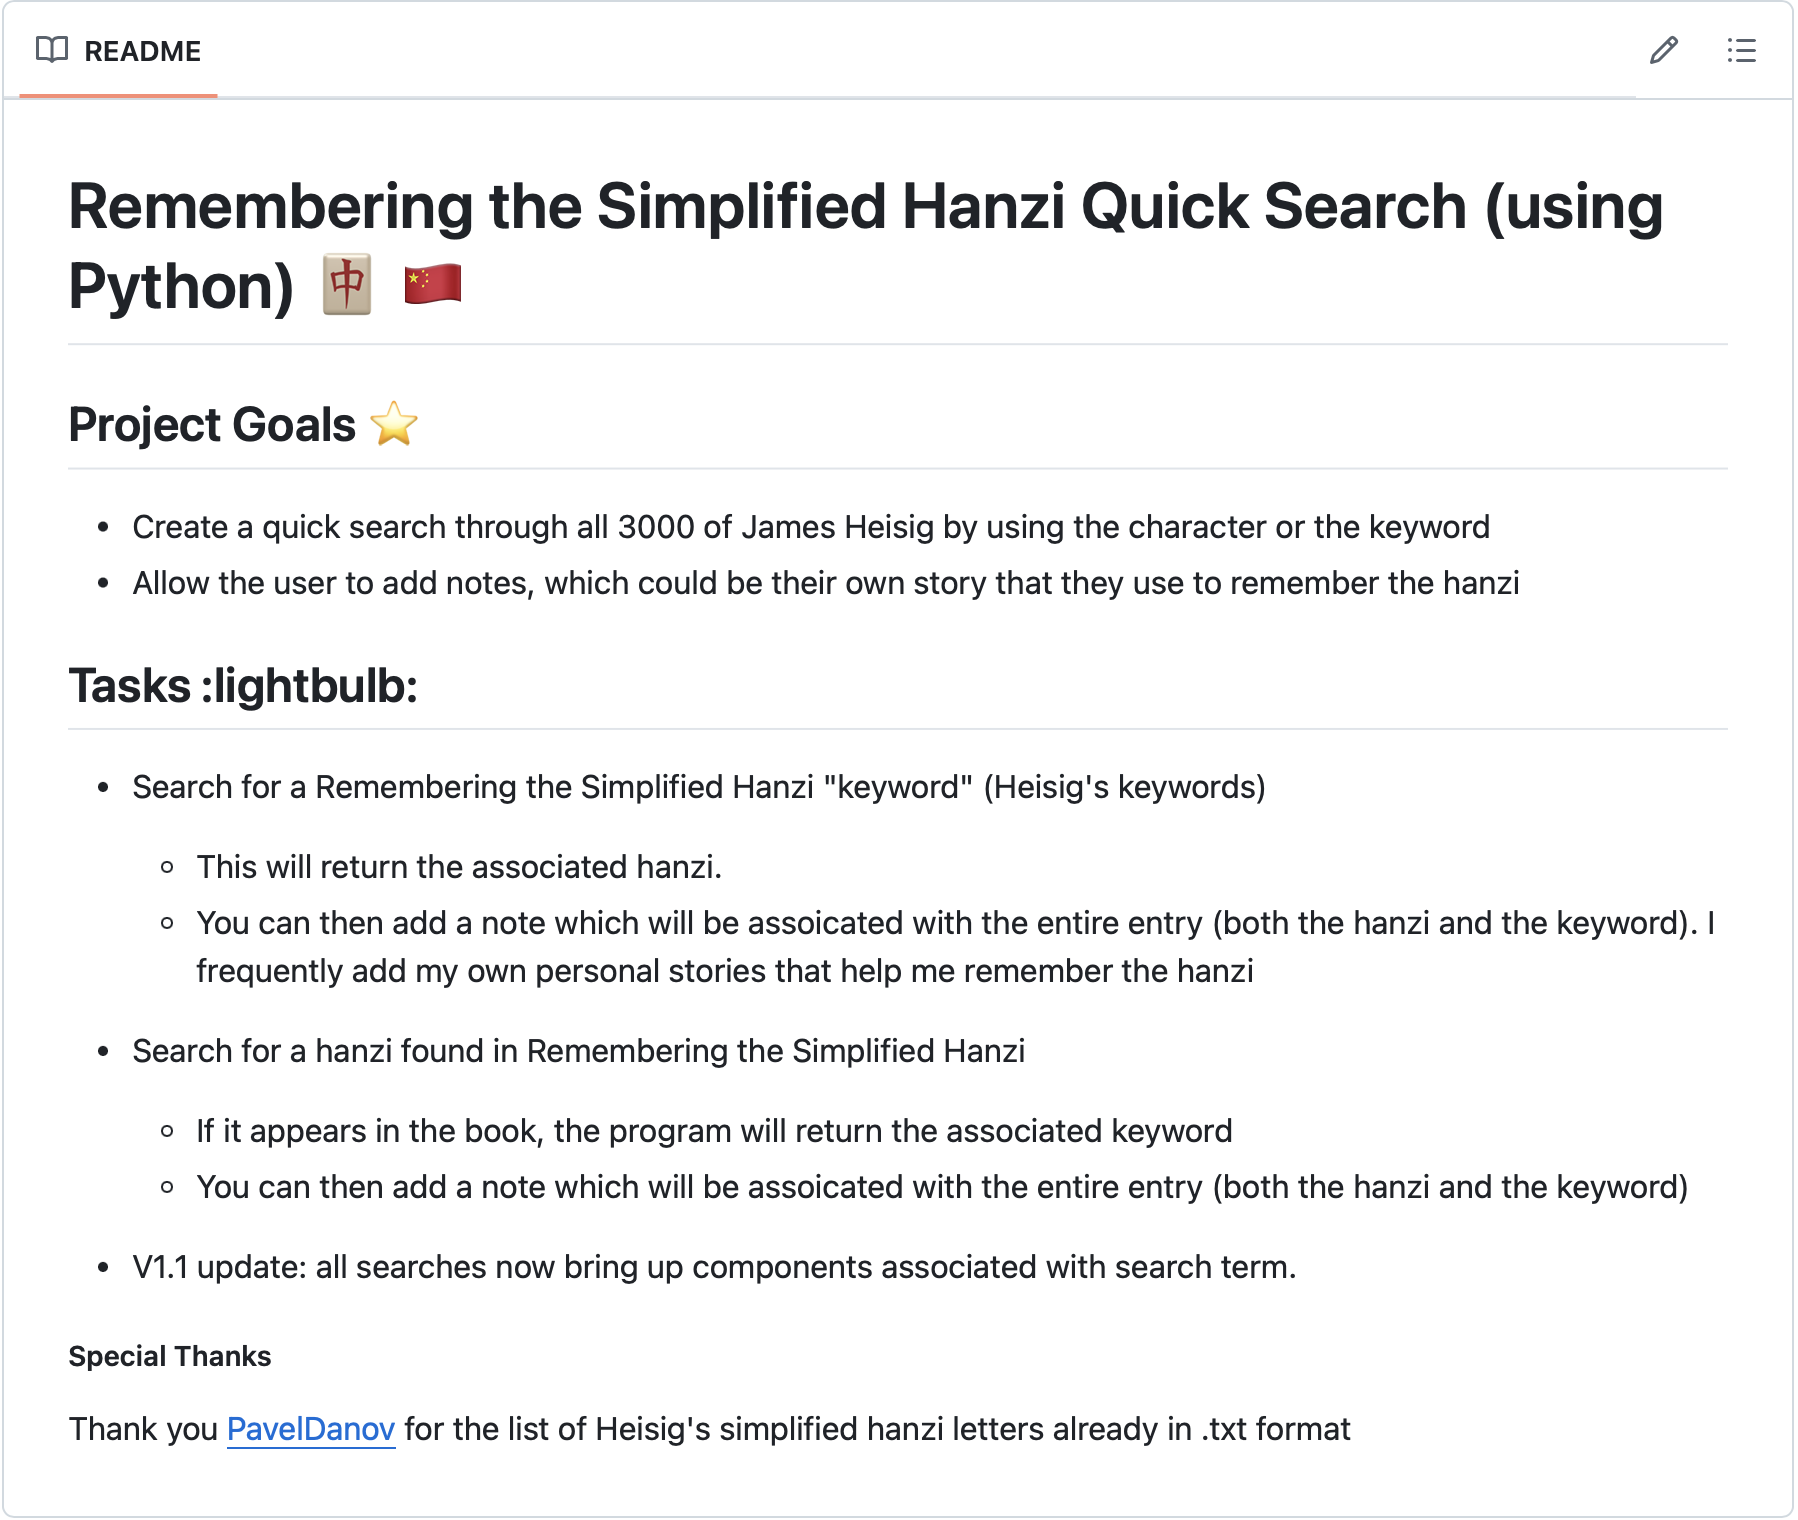 README
Remembering the Simplified Hanzi Quick Search (using
Python) 🀄 🇨🇳
Project Goals ⭐
• Create a quick search through all 3000 of James Heisig by using the character or the keyword
• Allow the user to add notes, which could be their own story that they use to remember the hanzi
Tasks :lightbulb:
• Search for a Remembering the Simplified Hanzi "keyword" (Heisig's keywords)
◦ This will return the associated hanzi.
◦ You can then add a note which will be assoicated with the entire entry (both the hanzi and the keyword). I
frequently add my own personal stories that help me remember the hanzi
• Search for a hanzi found in Remembering the Simplified Hanzi
◦ If it appears in the book, the program will return the associated keyword
◦ You can then add a note which will be assoicated with the entire entry (both the hanzi and the keyword)
• V1.1 update: all searches now bring up components associated with search term.
Special Thanks
Thank you PavelDanov for the list of Heisig's simplified hanzi letters already in .txt format